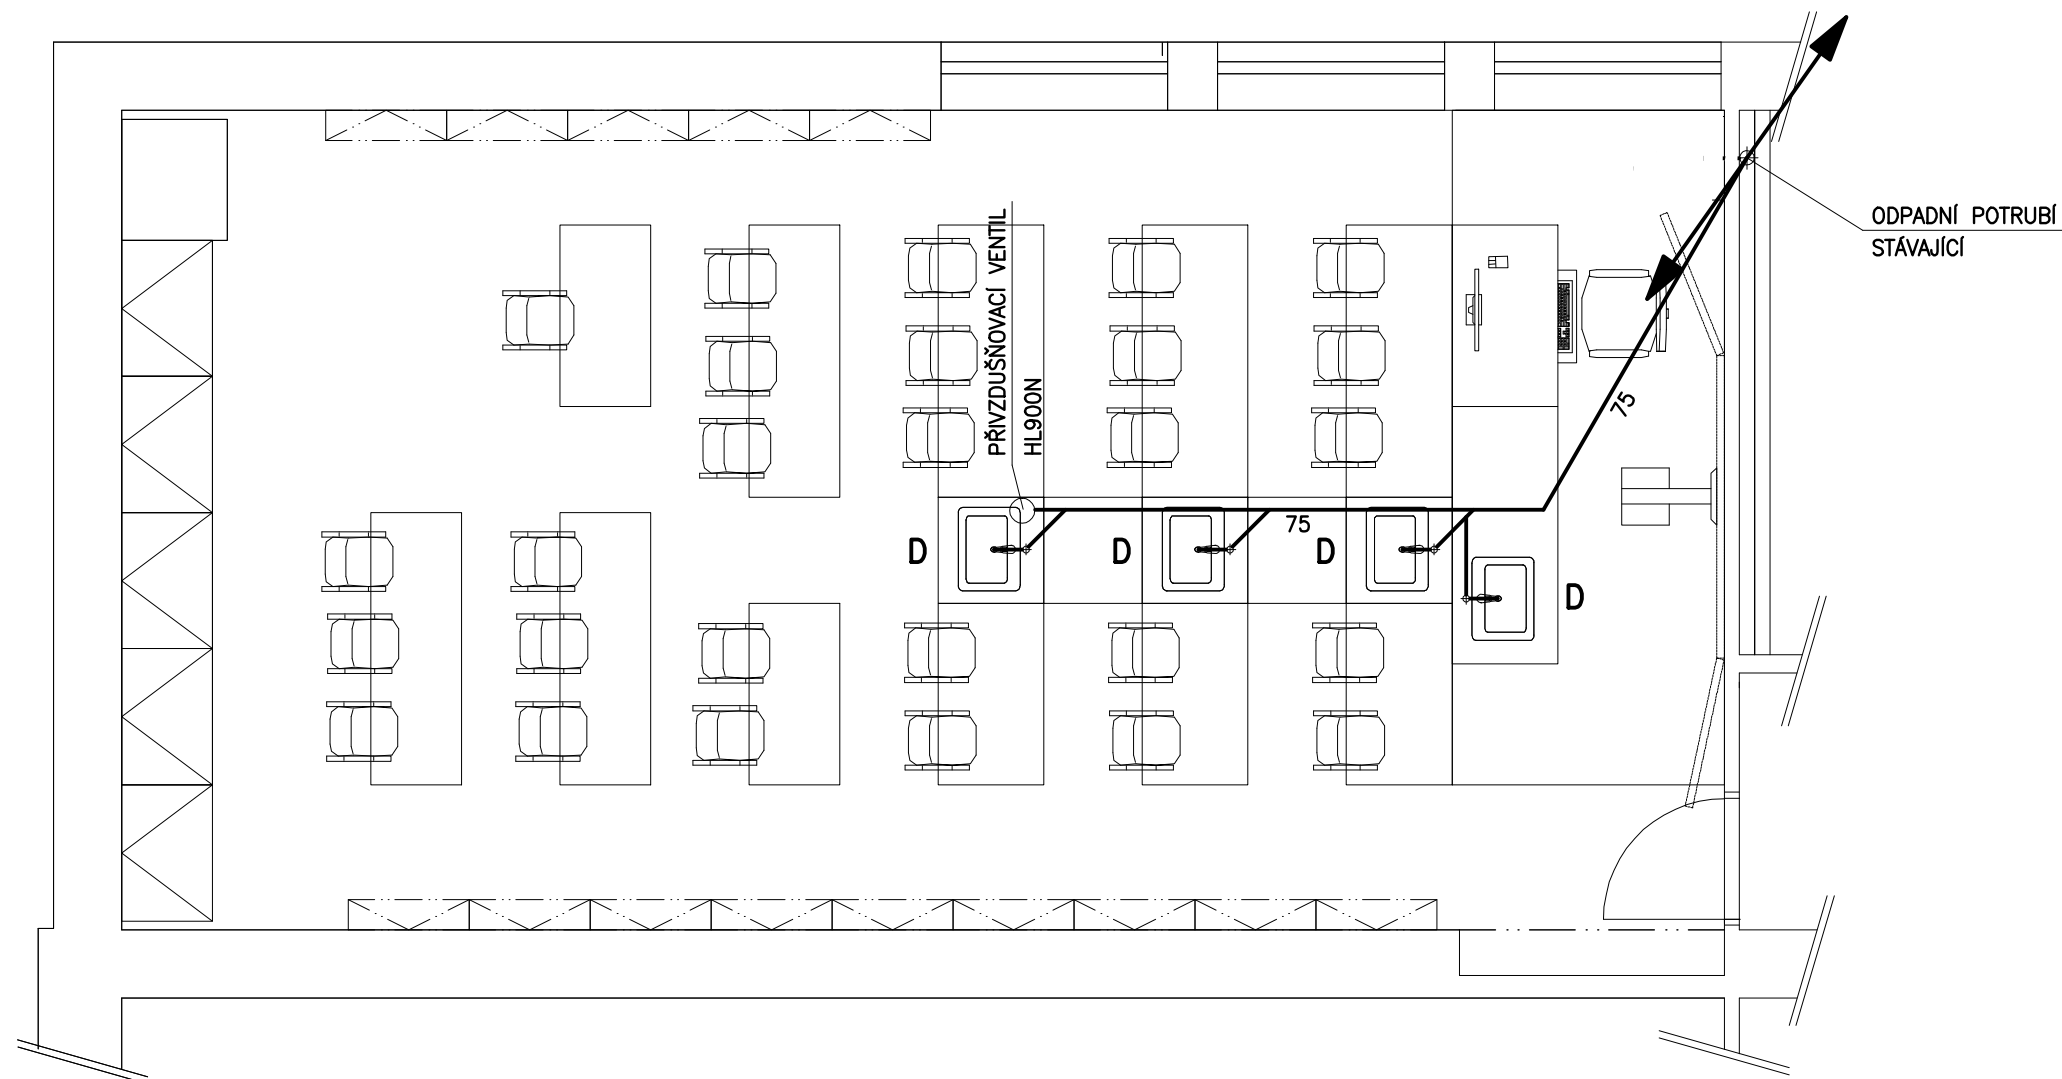 PŘIVZDUŠŇOVACÍ VENTIL
HL900N
ODPADNÍ POTRUBÍ
STÁVAJÍCÍ
75
75
D
D
D
D